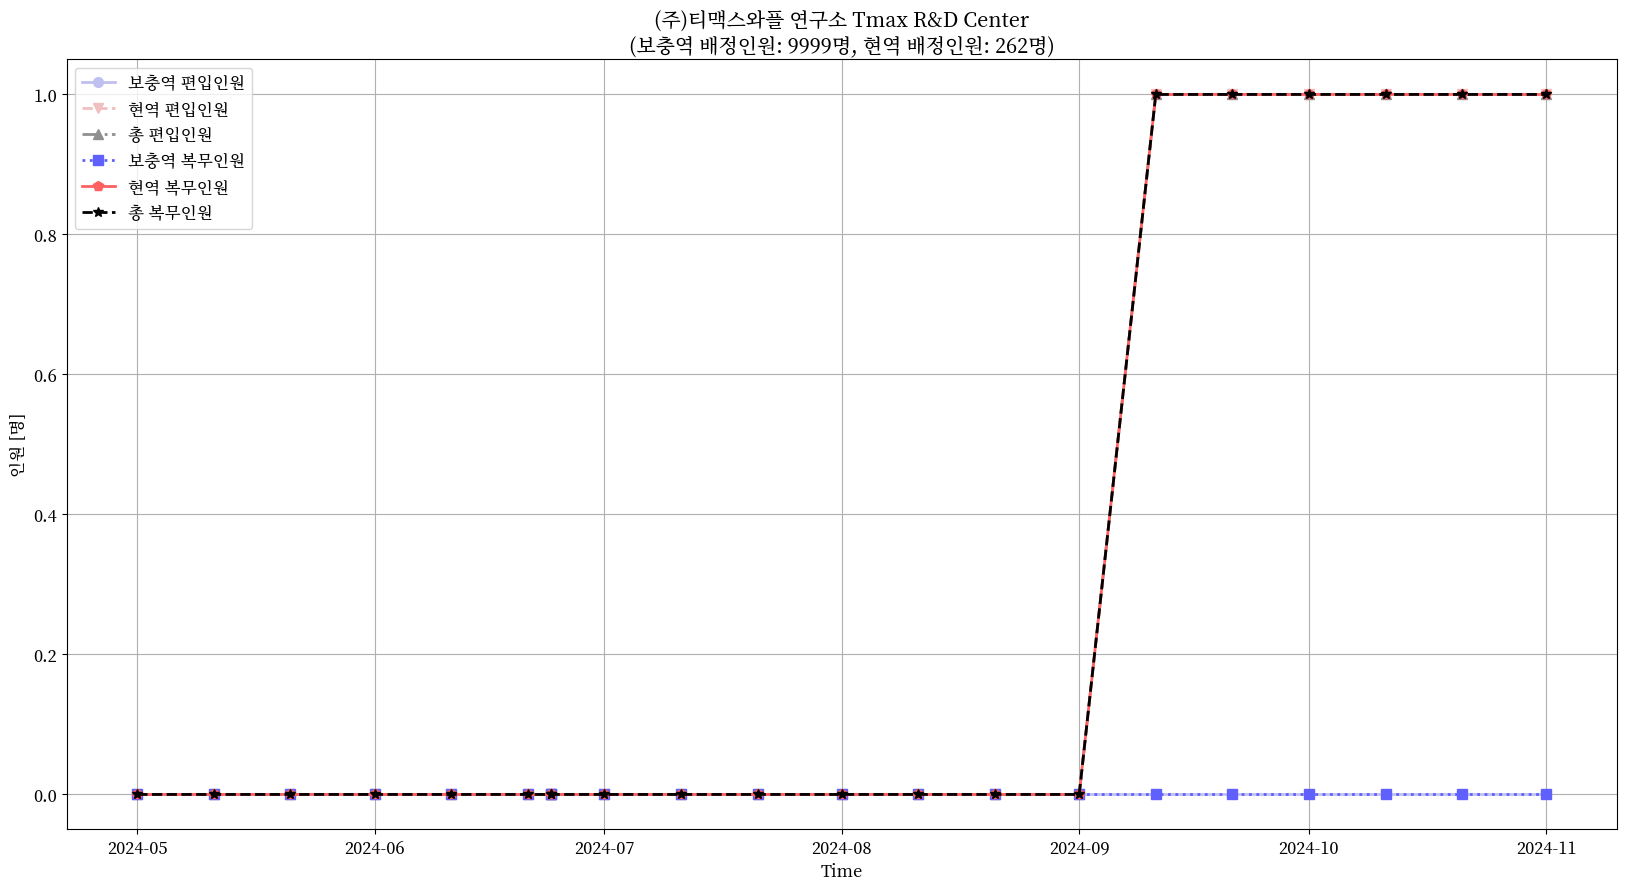 (주)티맥스와플 연구소 Tmax R&D Center
(보충역 배정인원: 9999명, 현역 배정인원: 262명)
보충역 편입인원
현역 편입인원
총 편입인원
보충역 복무인원
현역 복무인원
총 복무인원
1.0
0.8
0.6
0.4
0.2
0.0
인원 [명]
2024-05
2024-06
2024-07
2024-08
2024-09
2024-10
2024-11
Time